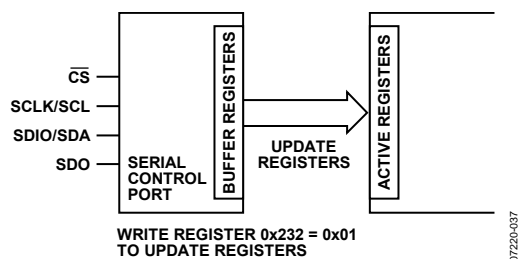 CS
SCLK/SCL
SDIO/SDA
SDO
SERIAL
CONTROL
PORT
BUFFER REGISTERS
UPDATE
REGISTERS
ACTIVE REGISTERS
WRITE REGISTER 0x232 = 0x01
TO UPDATE REGISTERS
07220-037